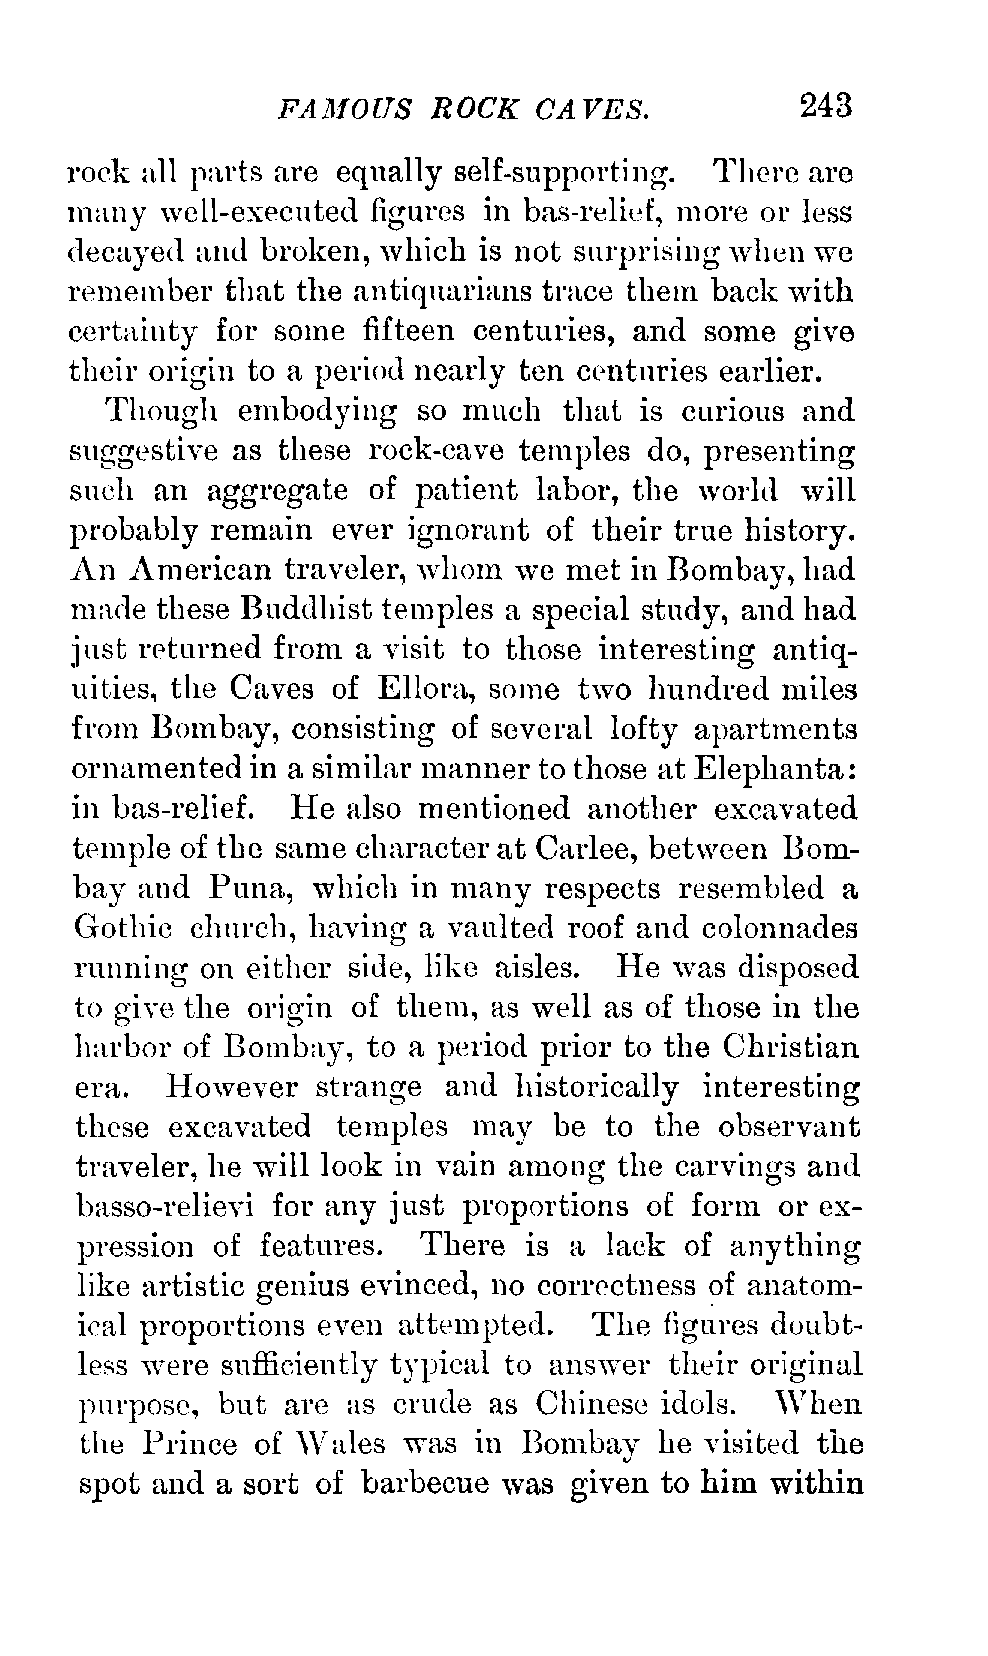 FAMOUS ROCK CAVES. 243
rock all parts are equally self-supporting. There are
many well-executed figures in bas-relief, more or less
decayed and broken, which is not surprising when we
remember that the antiquarians trace them back with
certainty for some fifteen centuries, and some give
their origin to a period nearly ten centuries earlier.
Though embodying so much that is curious and
suggestive as these rock-cave temples do, presenting
such an aggregate of patient labor, the world will
probably remain ever ignorant of their true history.
An American traveler, whom we met in Bombay, had
made these Buddhist temples a special study, and had
just returned from a visit to those interesting antiq-
uities, the Caves of Ellora, some two hundred miles
from Bombay, consisting of several lofty apartments
ornamented in a similar manner to those at Elephanta:
in bas-relief. He also mentioned another excavated
temple of the same character at Carlee, between Bom-
bay and Puna, which in many respects resembled a
Gothic church, having a vaulted roof and colonnades
running on either side, like aisles. He was disposed
to give the origin of them, as well as of those in the
harbor of Bombay, to a period prior to the Christian
era. However strange and historically interesting
these excavated temples may be to the observant
traveler, he will look in vain among the carvings and
basso-relievi for any just proportions of form or ex-
pression of features. There is a lack of anything
like artistic genius evinced, no correctness of anatom-
ical proportions even attempted. The figures doubt-
less were sufficiently typical to answer their original
purpose, but are as crude as Chinese idols. When
the Prince of Wales was in Bombay he visited the
spot and a sort of barbecue was given to him within